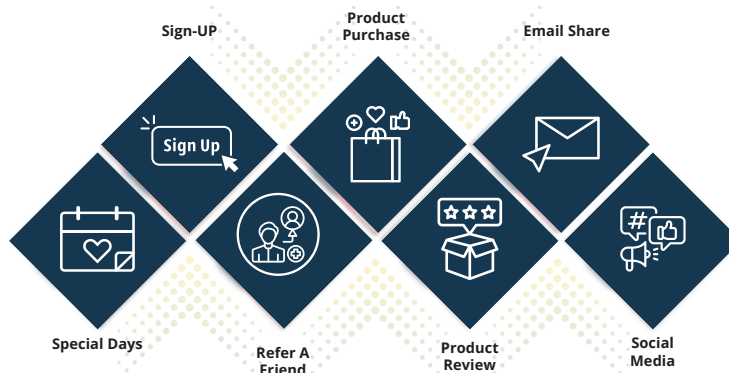 Sign-UP
Product
Purchase
Email Share
Sign Up
#
Special Days
Refer A
Friend
Product
Review
Social
Media